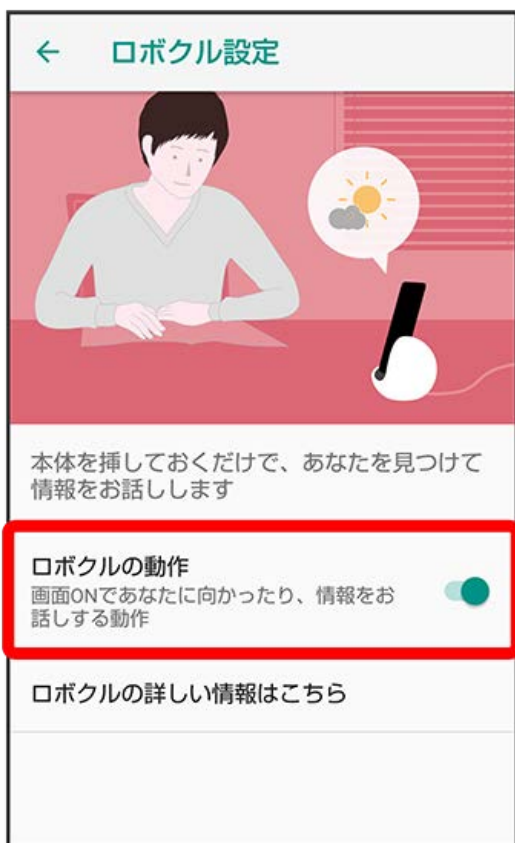 ロボクル設定
本体を挿しておくだけで、あなたを見つけて
情報をお話しします
ロボクルの動作
画面ONであなたに向かったり、情報をお
話しする動作
ロボクルの詳しい情報はこちら